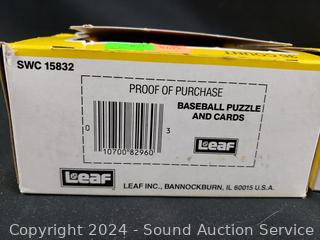 SWC 15832
PROOF OF PURCHASE
BASEBALL PUZZLE
AND CARDS
0
3
10700 82960
Leaf
Leaf
LEAF INC., BANNOCKBURN, IL 60015 U.S.A.
Copyright 2024 - Sound Auction Service